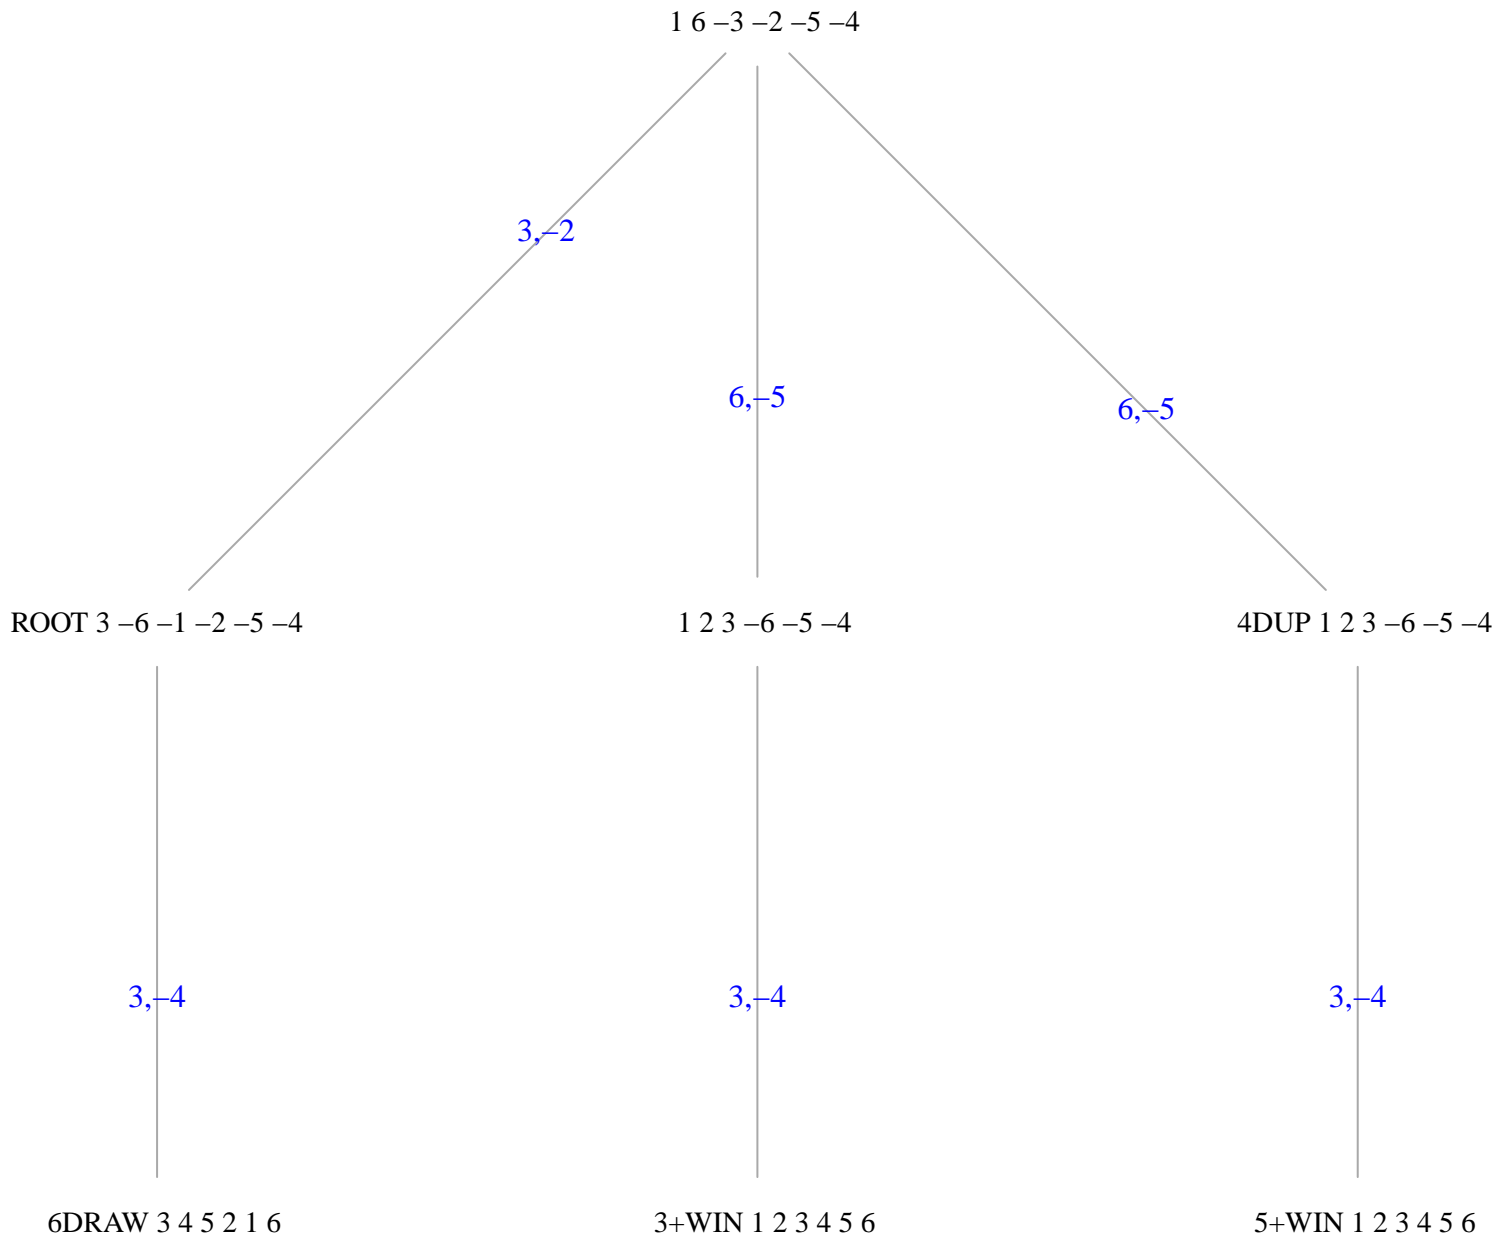 1 6 –3 –2 –5 –4
3,–2
6,–5
6,–5
ROOT 3 –6 –1 –2 –5 –4
1 2 3 –6 –5 –4
4DUP 1 2 3 –6 –5 –4
3,–4
3,–4
3,–4
6DRAW 3 4 5 2 1 6
3+WIN 1 2 3 4 5 6
5+WIN 1 2 3 4 5 6